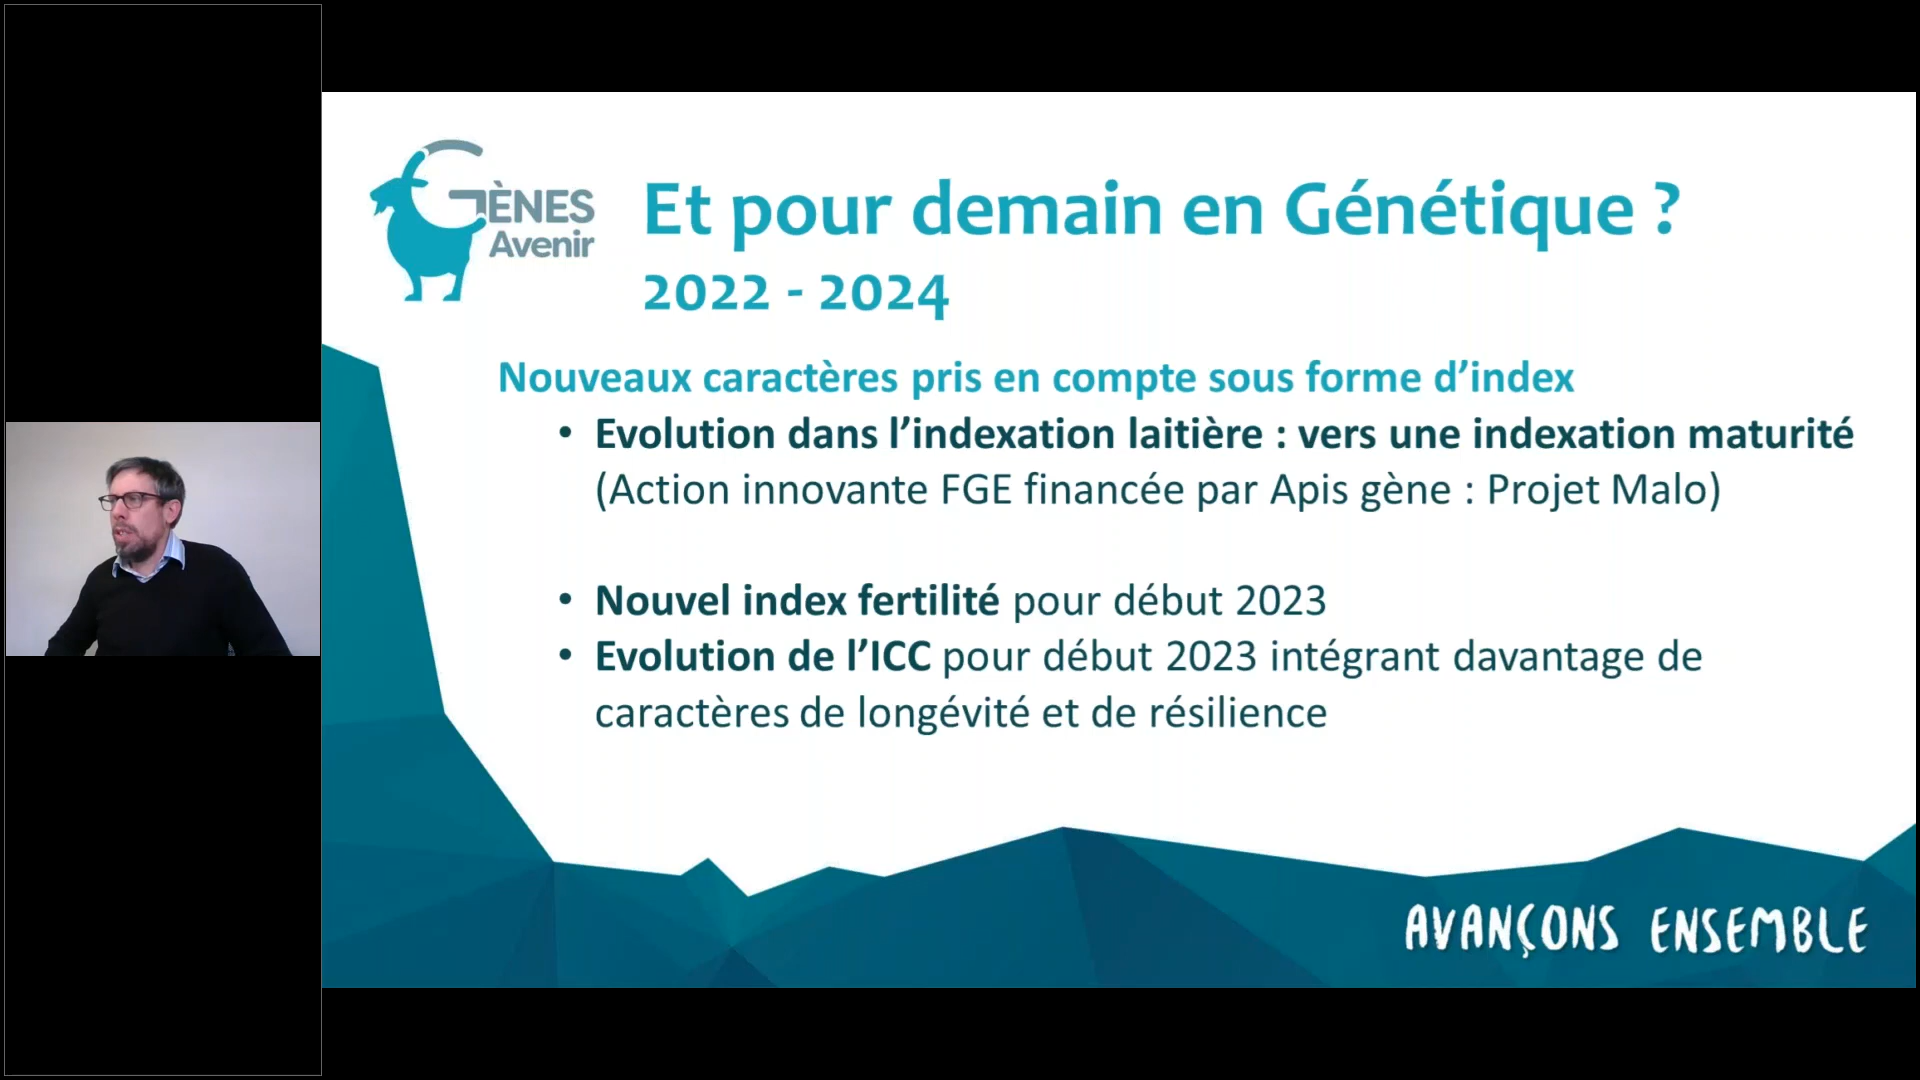 GÈNES
Avenir
Et pour demain en Génétique ?
2022 - 2024
Nouveaux caractères pris en compte sous forme d’index
• Evolution dans l’indexation laitière : vers une indexation maturité
(Action innovante FGE financée par Apis gène : Projet Malo)
• Nouvel index fertilité pour début 2023
• Evolution de l’ICC pour début 2023 intégrant davantage de
caractères de longévité et de résilience
AVANÇONS ENSEMBLE